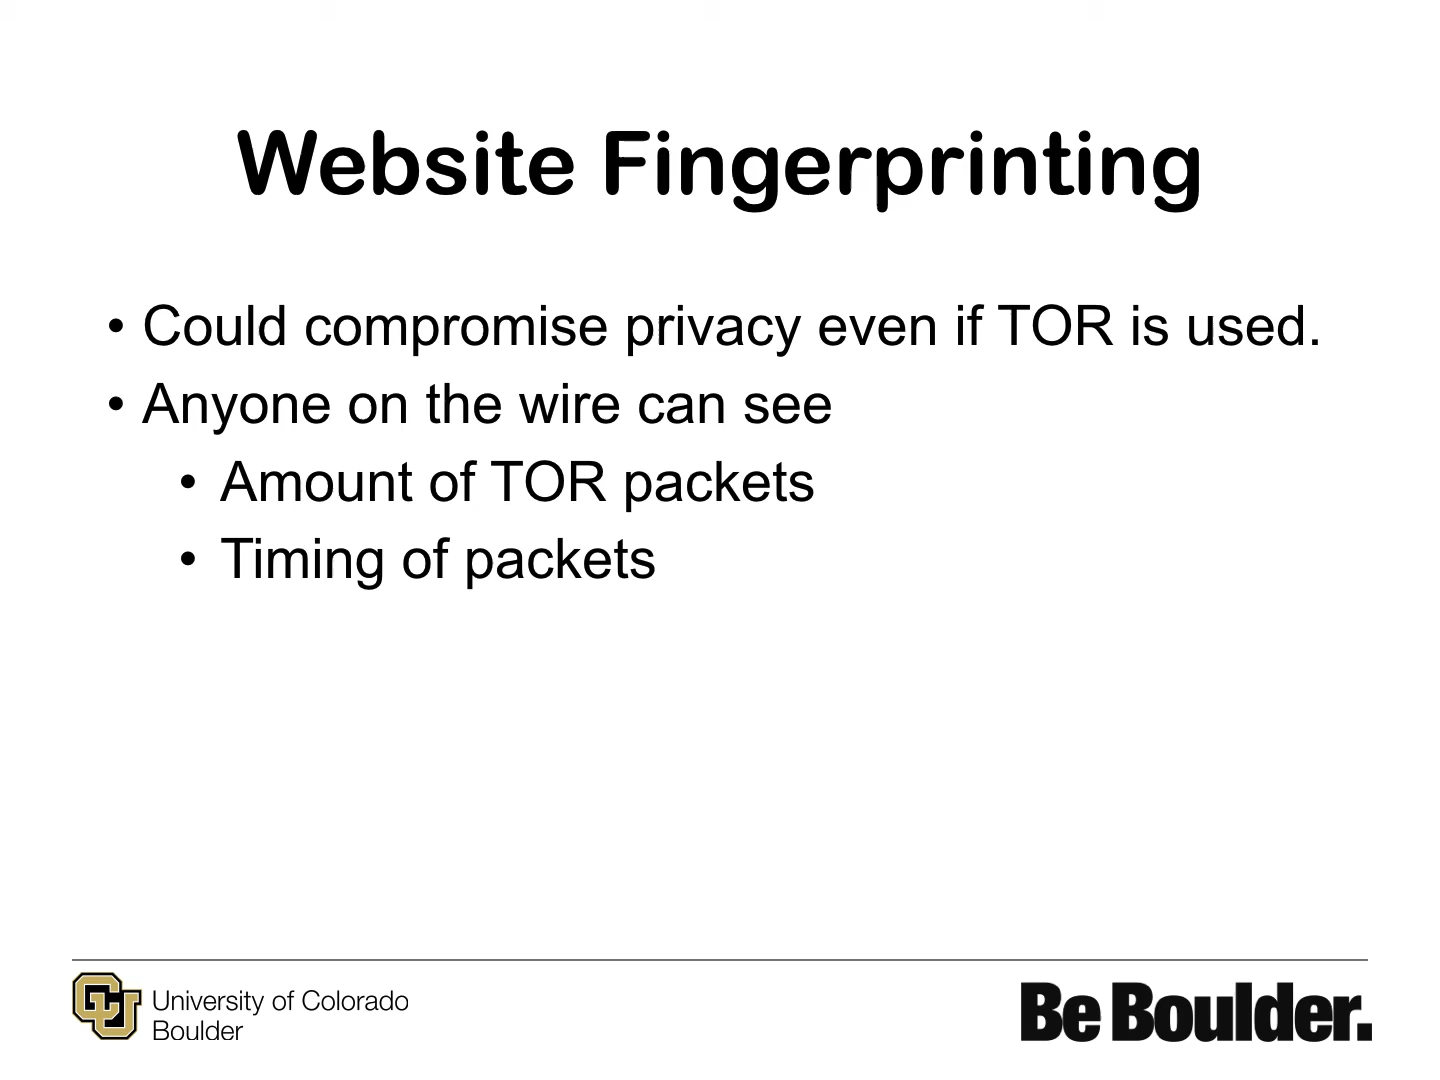 Website Fingerprinting
• Could compromise privacy even if TOR is used.
• Anyone on the wire can see
• Amount of TOR packets
• Timing of packets
CU
University of Colorado
Boulder
Be Boulder.